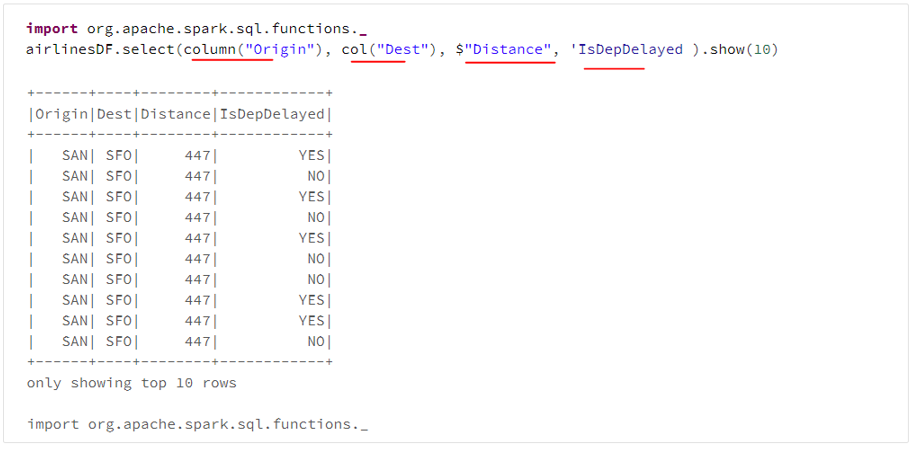 import org.apache.spark.sql.functions._
airlinesDF.select(column("Origin"), col("Dest"), $"Distance", 'IsDepDelayed ).show(10)
+------+----+--------+------------+
|Origin|Dest|Distance|IsDepDelayed|
+------+----+--------+------------+
|   SAN| SFO|     447|         YES|
|   SAN| SFO|     447|          NO|
|   SAN| SFO|     447|         YES|
|   SAN| SFO|     447|          NO|
|   SAN| SFO|     447|         YES|
|   SAN| SFO|     447|          NO|
|   SAN| SFO|     447|          NO|
|   SAN| SFO|     447|         YES|
|   SAN| SFO|     447|         YES|
|   SAN| SFO|     447|          NO|
+------+----+--------+------------+
only showing top 10 rows
import org.apache.spark.sql.functions._